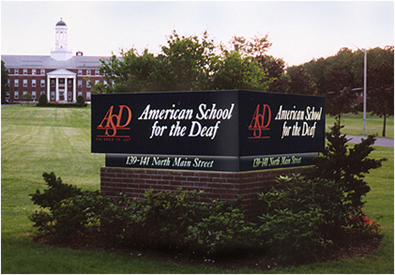 ASD
American School
for the Deaf
139-141 North Main Street
ASD
American School
for the Deaf
139-141 North Main Street